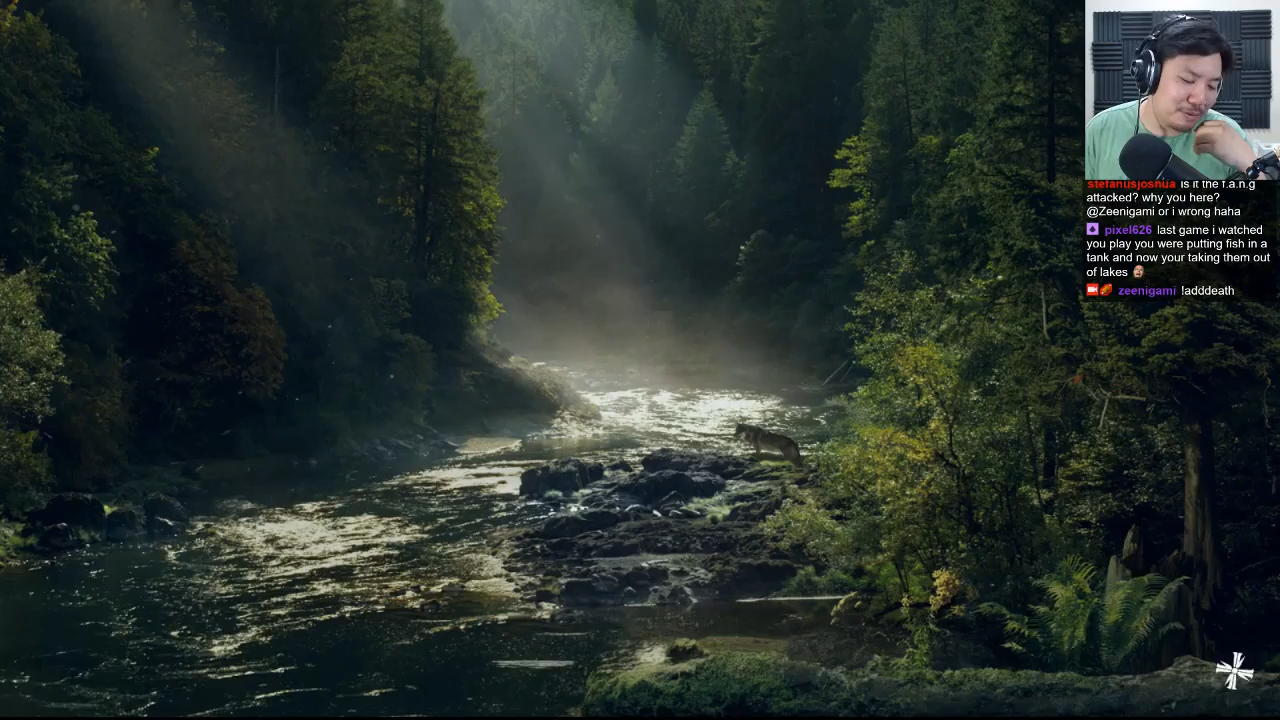 stefanusjoshua is it the f.a.n.g
attacked? why you here?
@Zeenigami or i wrong haha
pixel626 last game i watched
you play you were putting fish in a
tank and now your taking them out
of lakes
zeenigami !adddeath